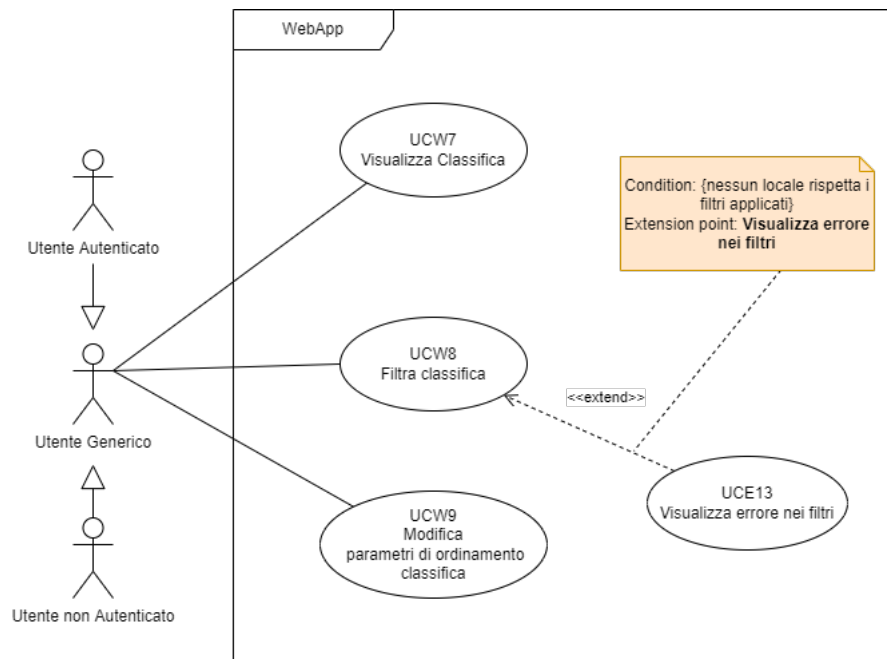 WebApp
UCW7
Visualizza Classifica
Condition: {nessun locale rispetta i
filtri applicati}
Extension point: Visualizza errore
nei filtri
Utente Autenticato
UCW8
Filtra classifica
<<extend>>
Utente Generico
UCE13
Visualizza errore nei filtri
UCW9
Modifica
parametri di ordinamento
classifica
Utente non Autenticato